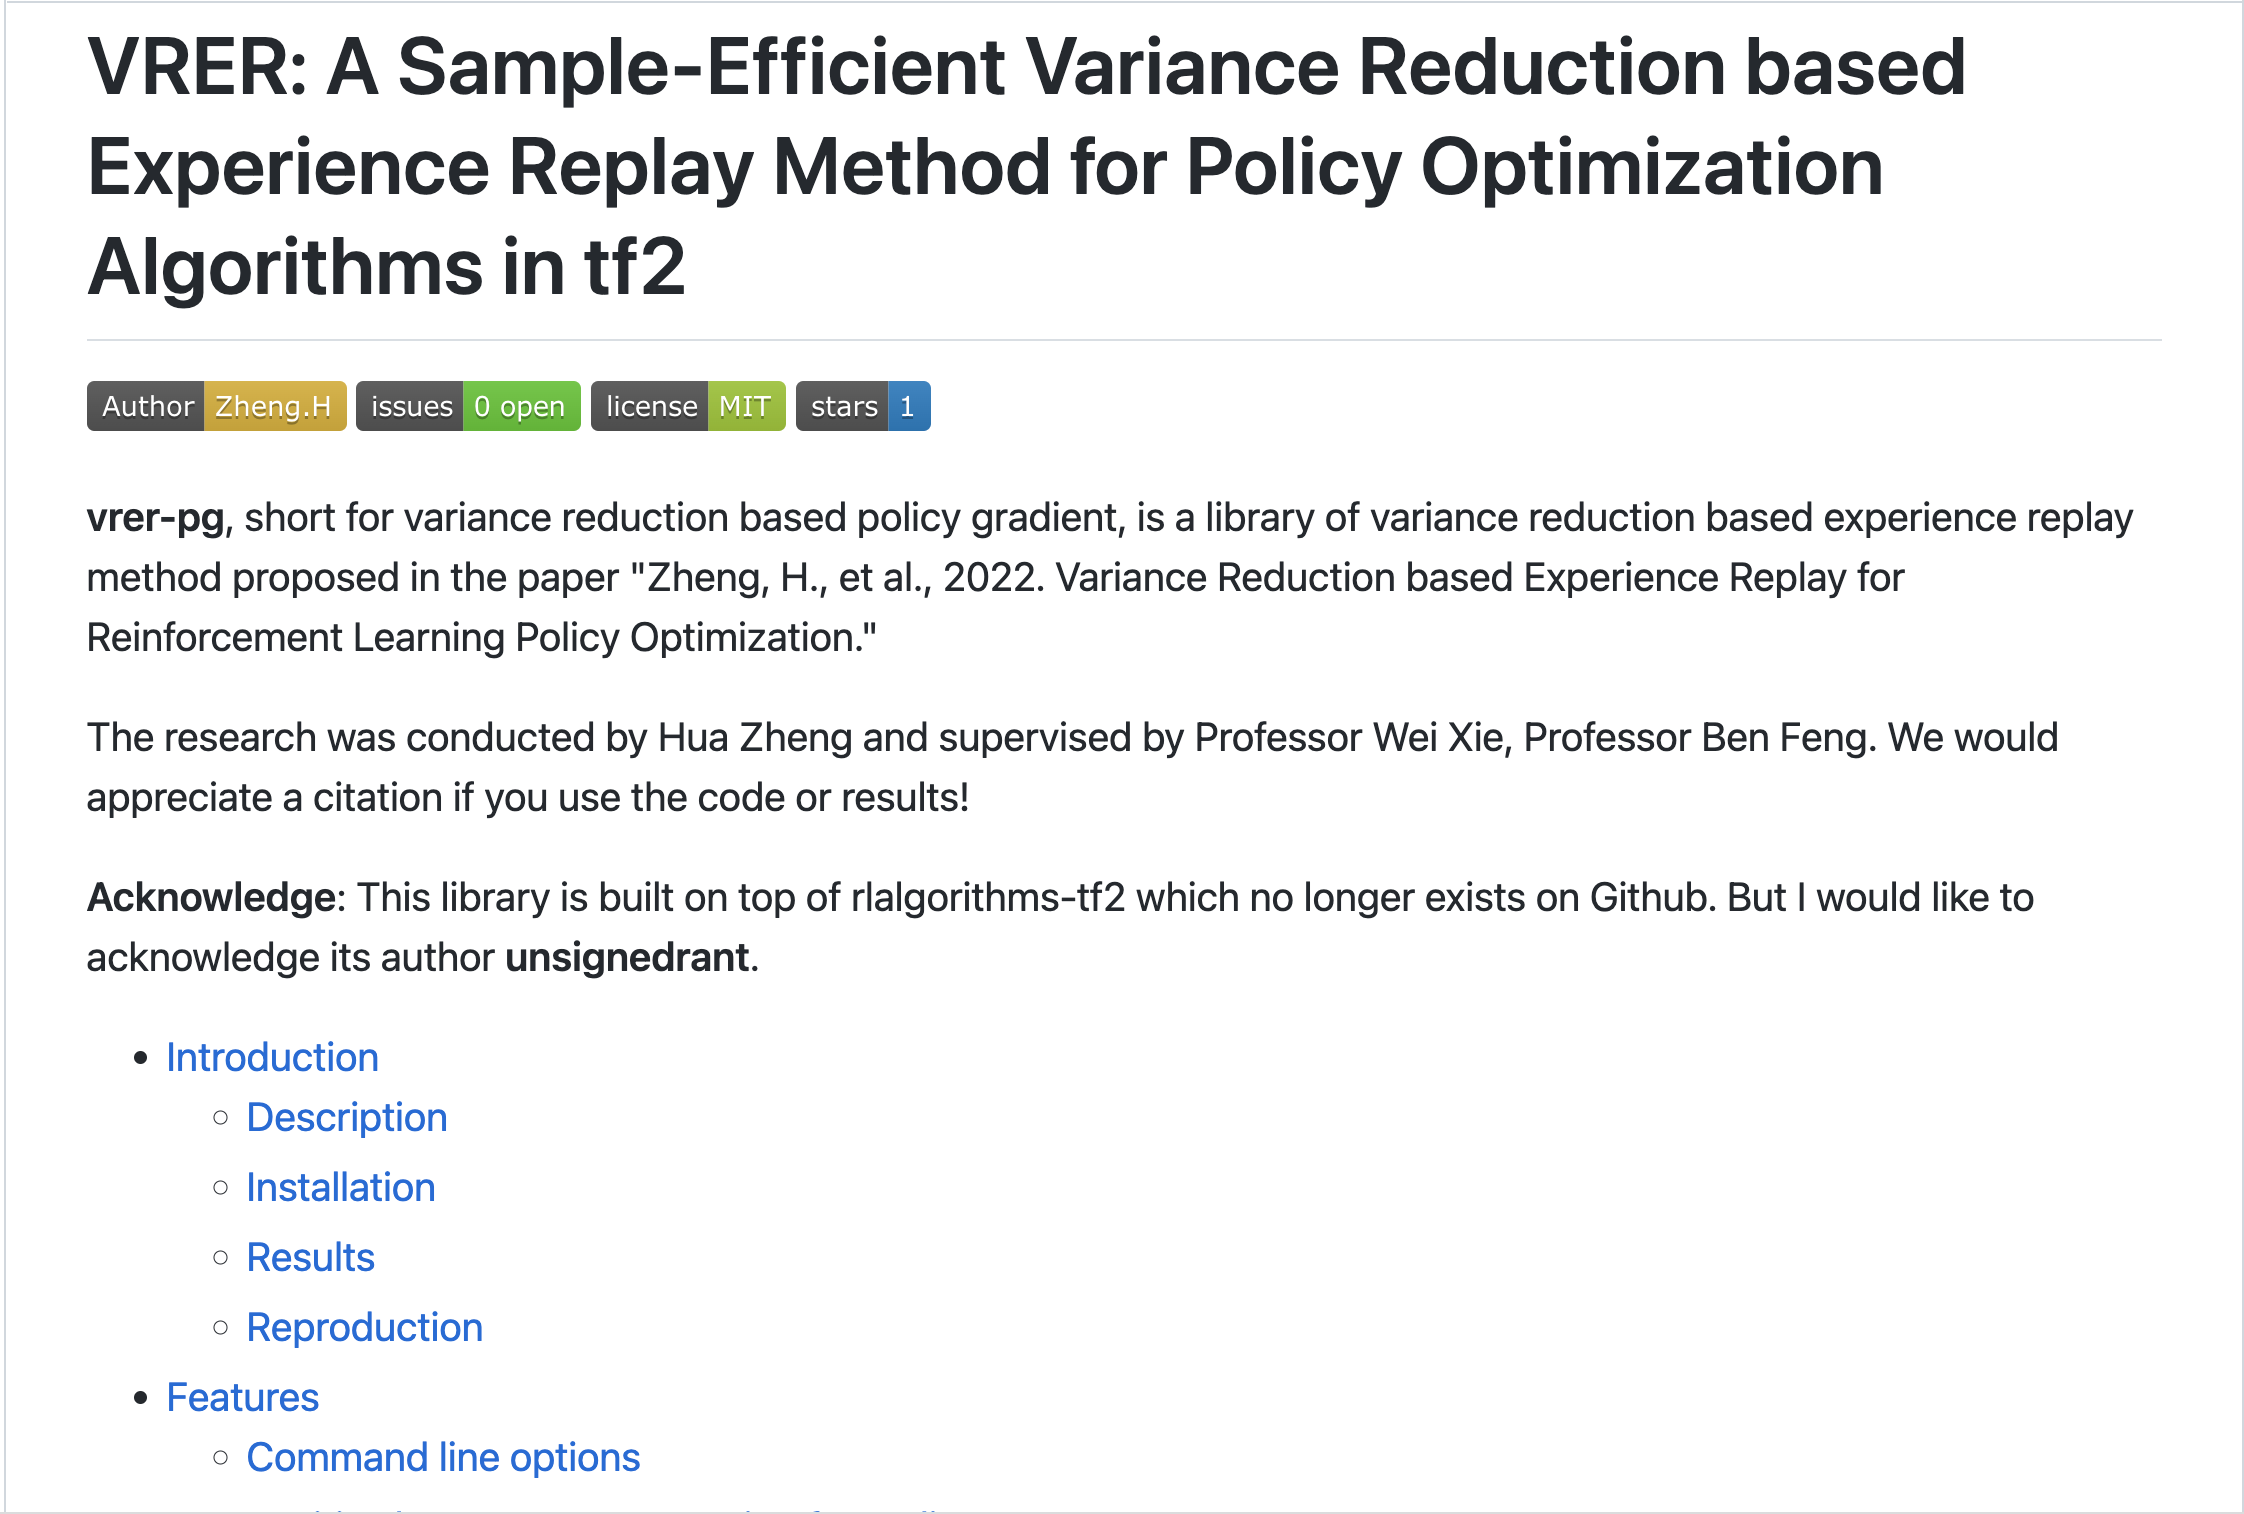 VRER: A Sample-Efficient Variance Reduction based
Experience Replay Method for Policy Optimization
Algorithms in tf2
Author Zheng.H issues 0 open license MIT stars 1
vrer-pg, short for variance reduction based policy gradient, is a library of variance reduction based experience replay
method proposed in the paper "Zheng, H., et al., 2022. Variance Reduction based Experience Replay for
Reinforcement Learning Policy Optimization."
The research was conducted by Hua Zheng and supervised by Professor Wei Xie, Professor Ben Feng. We would
appreciate a citation if you use the code or results!
Acknowledge: This library is built on top of rlalgorithms-tf2 which no longer exists on Github. But I would like to
acknowledge its author unsignedrant.
Introduction
Description
Installation
Results
Reproduction
Features
Command line options